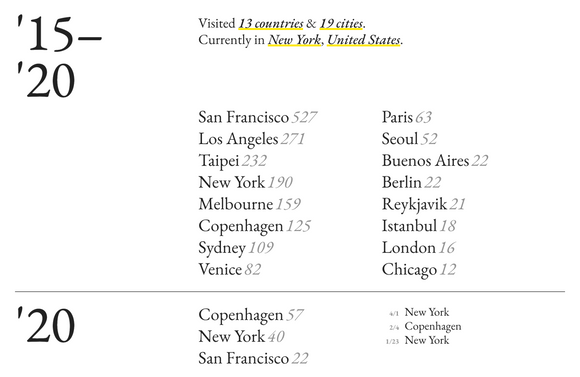 '15–
'20
Visited 13 countries & 19 cities.
Currently in New York, United States.
San Francisco 527
Los Angeles 271
Taipei 232
New York 190
Melbourne 159
Copenhagen 125
Sydney 109
Venice 82
Paris 63
Seoul 52
Buenos Aires 22
Berlin 22
Reykjavik 21
Istanbul 18
London 16
Chicago 12
'20
Copenhagen 57
New York 40
San Francisco 22
4/1 New York
2/4 Copenhagen
1/23 New York